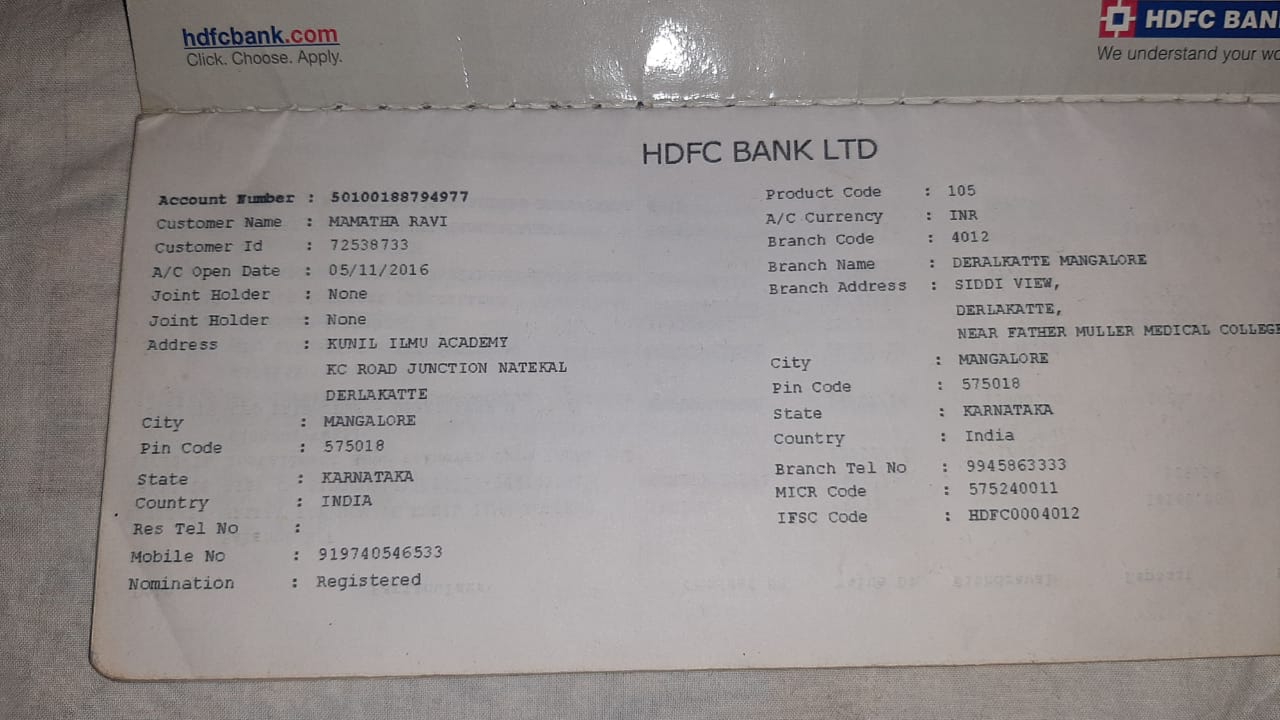 hdfcbank.com
Click. Choose. Apply.
HDFC BAN
We understand your wo
HDFC BANK LTD
Account Number : 50100188794977
Customer Name : MAMATHA RAVI
Customer Id : 72538733
A/C Open Date : 05/11/2016
Joint Holder : None
Joint Holder : None
Address : KUNIL ILMU ACADEMY
KC ROAD JUNCTION NATEKAL
DERLAKATTE
City : MANGALORE
Pin Code : 575018
State : KARNATAKA
Country : INDIA
Res Tel No :
Mobile No : 919740546533
Nomination : Registered
Product Code : 105
A/C Currency : INR
Branch Code : 4012
Branch Name : DERALKATTE MANGALORE
Branch Address : SIDDI VIEW,
DERLAKATTE,
NEAR FATHER MULLER MEDICAL COLLEGE
City : MANGALORE
Pin Code : 575018
State : KARNATAKA
Country : India
Branch Tel No : 9945863333
MICR Code : 575240011
IFSC Code : HDFC0004012